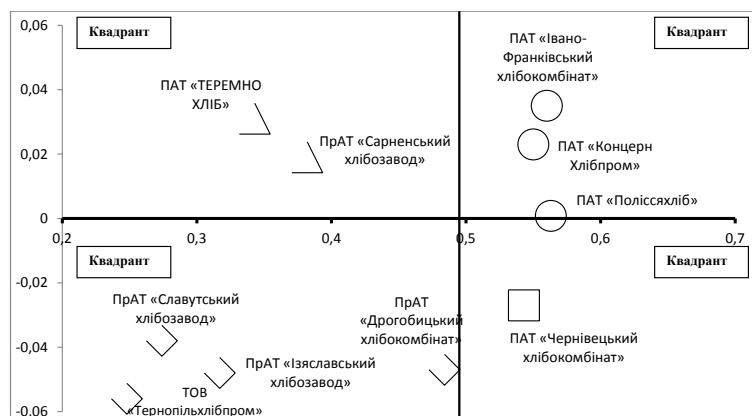 0,06
Квадрант
Квадрант
ПАТ «Івано-
Франківський
хлібокомбінат»
0,04
ПАТ «ТЕРЕМНО
ХЛІБ»
ПрАТ «Сарненський
хлібозавод»
ПАТ «Концерн
Хлібпром»
0,02
ПАТ «Поліссяхліб»
0
0,2
0,3
0,4
0,5
0,6
0,7
Квадрант
Квадрант
-0,02
ПрАТ «Славутський
хлібозавод»
ПрАТ
«Дрогобицький
хлібокомбінат»
ПАТ «Чернівецький
хлібокомбінат»
-0,04
ПрАТ «Ізяславський
хлібозавод»
ТОВ
«Тернопільхлібпром»
-0,06